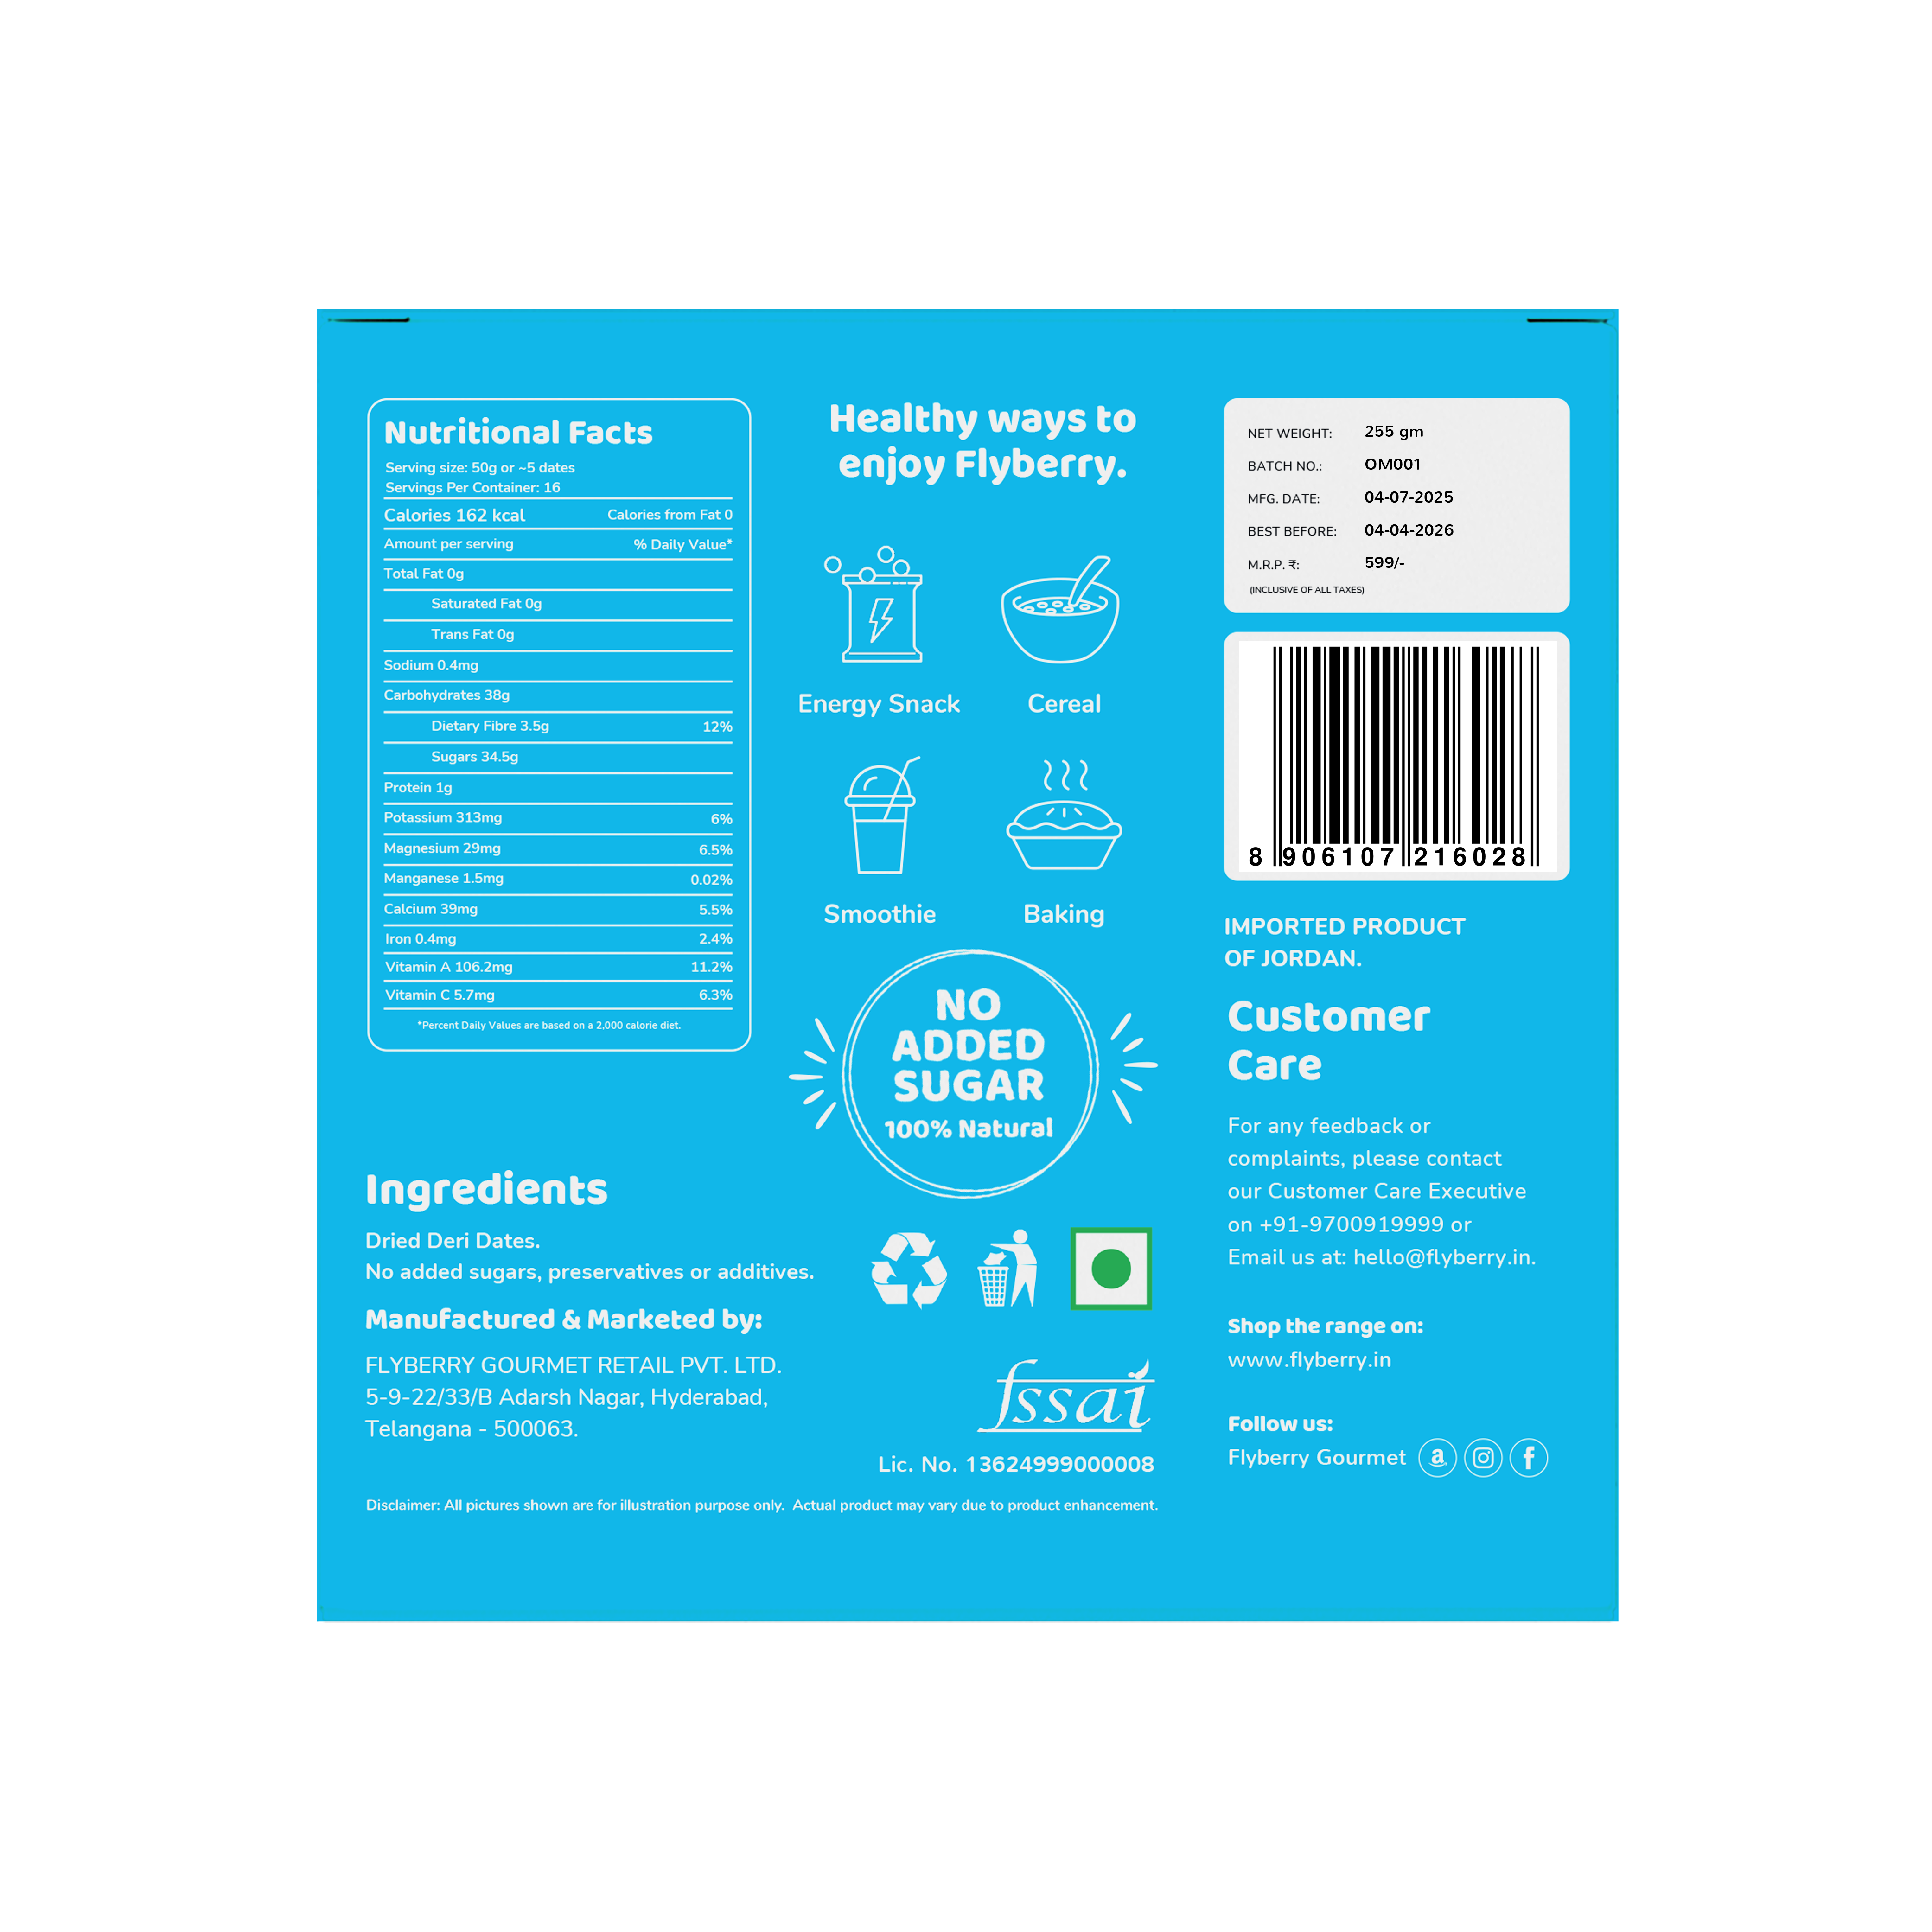 Nutritional Facts
Serving size: 50g or ~5 dates
Servings Per Container: 16
Calories 162 kcal Calories from Fat 0
Amount per serving % Daily Value*
Total Fat 0g
Saturated Fat 0g
Trans Fat 0g
Sodium 0.4mg
Carbohydrates 38g
Dietary Fibre 3.5g 12%
Sugars 34.5g
Protein 1g
Potassium 313mg 6%
Magnesium 29mg 6.5%
Manganese 1.5mg 0.02%
Calcium 39mg 5.5%
Iron 0.4mg 2.4%
Vitamin A 106.2mg 11.2%
Vitamin C 5.7mg 6.3%
*Percent Daily Values are based on a 2,000 calorie diet.
Ingredients
Dried Deri Dates.
No added sugars, preservatives or additives.
Manufactured & Marketed by:
FLYBERRY GOURMET RETAIL PVT. LTD.
5-9-22/33/B Adarsh Nagar, Hyderabad,
Telangana - 500063.
Healthy ways to
enjoy Flyberry.
Energy Snack Cereal
Smoothie Baking
NO
ADDED
SUGAR
100% Natural
fssai
Lic. No. 13624999000008
Disclaimer: All pictures shown are for illustration purpose only. Actual product may vary due to product enhancement.
NET WEIGHT: 255 gm
BATCH NO.: OM001
MFG. DATE: 04-07-2025
BEST BEFORE: 04-04-2026
M.R.P. ₹: 599/-
(INCLUSIVE OF ALL TAXES)
8 906107 216028
IMPORTED PRODUCT
OF JORDAN.
Customer
Care
For any feedback or
complaints, please contact
our Customer Care Executive
on +91-9700919999 or
Email us at: hello@flyberry.in.
Shop the range on:
www.flyberry.in
Follow us:
Flyberry Gourmet